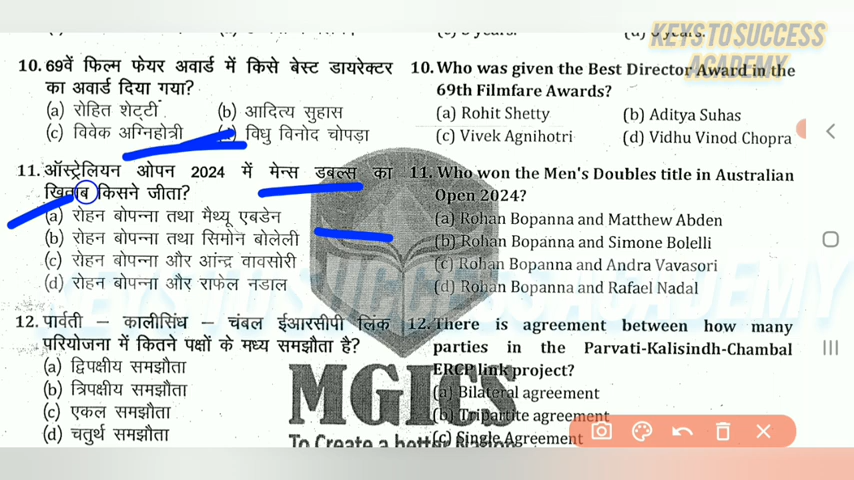 KEYS TO SUCCESS
ACADEMY
10. 69वें फिल्म फेयर अवार्ड में किसे बेस्ट डायरेक्टर
का अवार्ड दिया गया?
(a) रोहित शेट्टी (b) आदित्य सुहास
(c) विवेक अग्निहोत्री विधु विनोद चोपड़ा
11. ऑस्ट्रेलियन ओपन 2024 में मेन्स डबल्स का
खिताब किसने जीता?
(a) रोहन बोपन्ना तथा मैथ्यू एबडेन
(b) रोहन बोपन्ना तथा सिमोन बोलेली
(c) रोहन बोपन्ना और आंन्द्र वावसोरी
(d) रोहन बोपन्ना और राफेल नडाल
12. पार्वती – कालीसिंध – चंबल ईआरसीपी लिंक
परियोजना में कितने पक्षों के मध्य समझौता है?
(a) द्विपक्षीय समझौता
(b) त्रिपक्षीय समझौता
(c) एकल समझौता
(d) चतुर्थ समझौता
10. Who was given the Best Director Award in the
69th Filmfare Awards?
(a) Rohit Shetty (b) Aditya Suhas
(c) Vivek Agnihotri (d) Vidhu Vinod Chopra
11. Who won the Men's Doubles title in Australian
Open 2024?
(a) Rohan Bopanna and Matthew Abden
(b) Rohan Bopanna and Simone Bolelli
(c) Rohan Bopanna and Andra Vavasori
(d) Rohan Bopanna and Rafael Nadal
12. There is agreement between how many
parties in the Parvati-Kalisindh-Chambal
ERCP link project?
(a) Bilateral agreement
(b) Tripartite agreement
(c) Single Agreement
KEYS TO SUCCESS ACADEMY
MGICS
To Create a better Nation